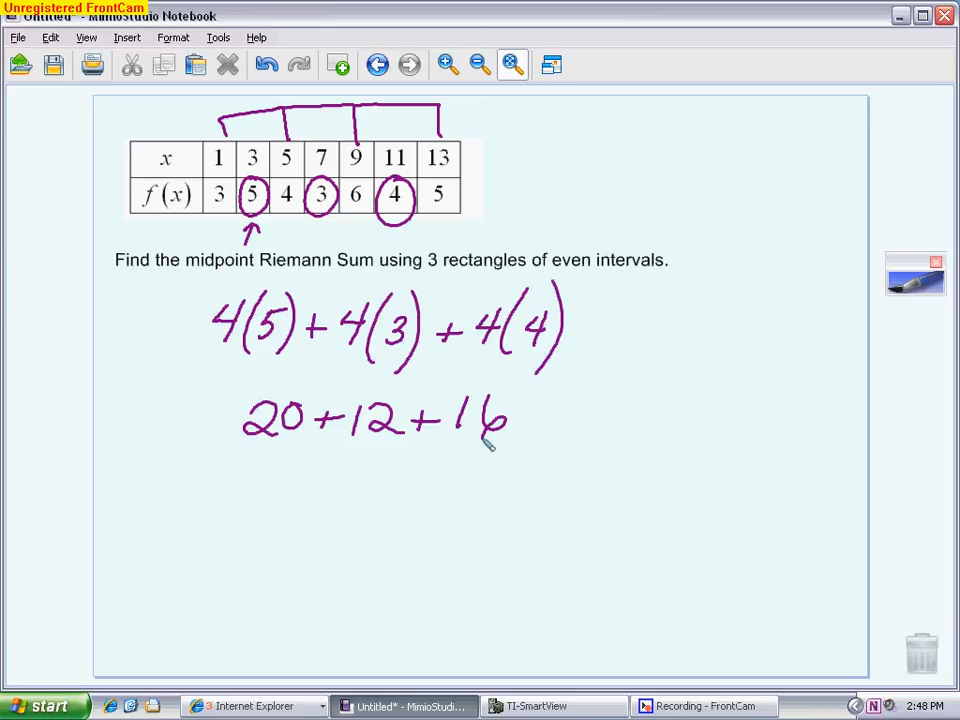 Unregistered FrontCam
Untitled* - MimioStudio Notebook
File Edit View Insert Format Tools Help
x 1 3 5 7 9 11 13
f(x) 3 5 4 3 6 4 5
Find the midpoint Riemann Sum using 3 rectangles of even intervals.
4(5) + 4(3) + 4(4)
20 + 12 + 16
start 3 Internet Explorer Untitled* - MimioStudi... TI-SmartView Recording - FrontCam N 2:48 PM